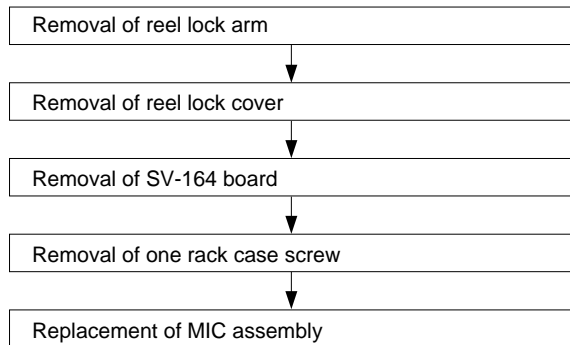 Removal of reel lock arm
Removal of reel lock cover
Removal of SV-164 board
Removal of one rack case screw
Replacement of MIC assembly